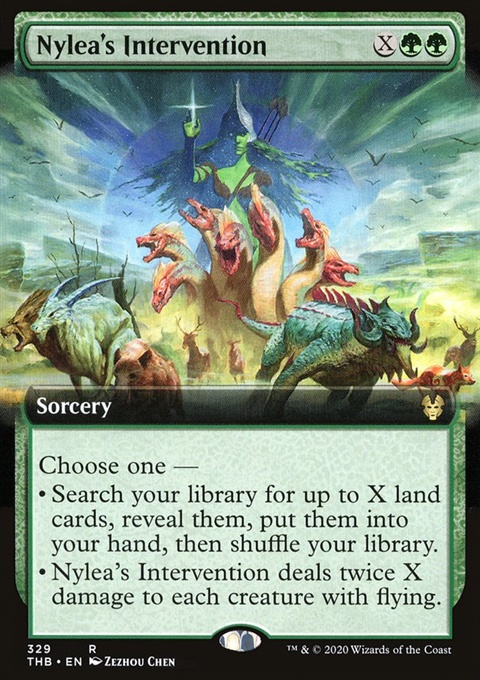 Nylea's Intervention X
Sorcery
Choose one —
• Search your library for up to X land
cards, reveal them, put them into
your hand, then shuffle your library.
• Nylea's Intervention deals twice X
damage to each creature with flying.
329 R
THB • EN Zezhou Chen
™ & © 2020 Wizards of the Coast